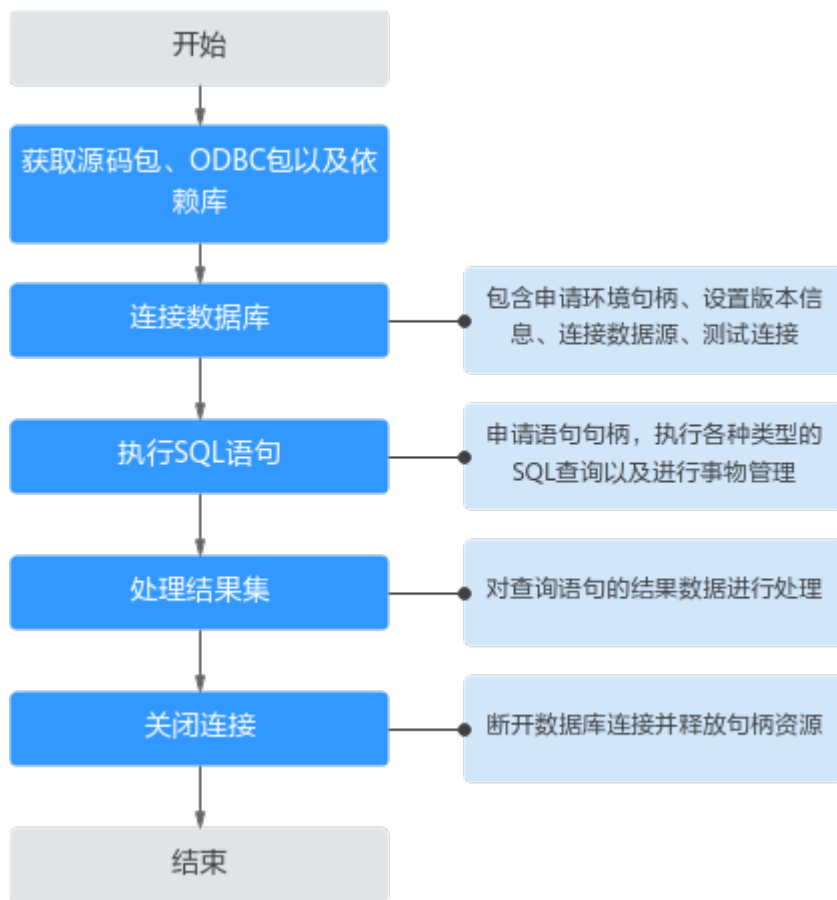 开始
获取源码包、ODBC包以及依
赖库
连接数据库
包含申请环境句柄、设置版本信
息、连接数据源、测试连接
执行SQL语句
申请语句句柄，执行各种类型的
SQL查询以及进行事物管理
处理结果集
对查询语句的结果数据进行处理
关闭连接
断开数据库连接并释放句柄资源
结束